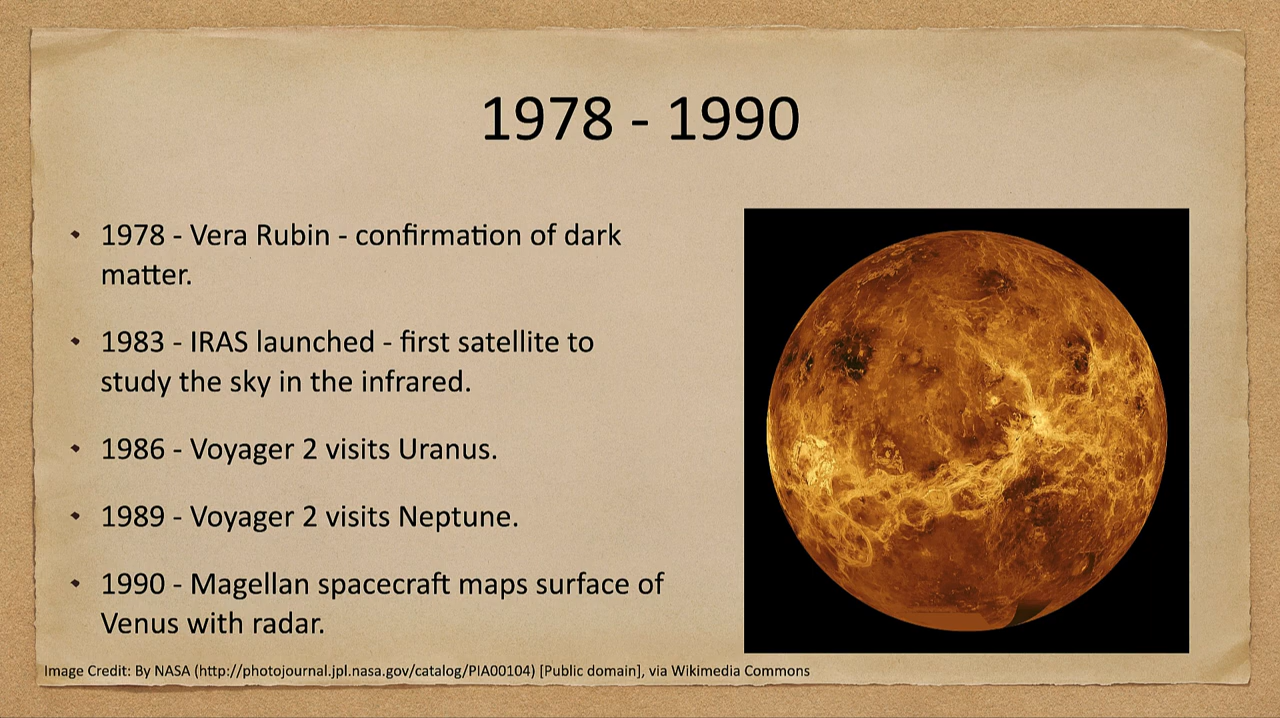 1978 - 1990
• 1978 - Vera Rubin - confirmation of dark
matter.
• 1983 - IRAS launched - first satellite to
study the sky in the infrared.
• 1986 - Voyager 2 visits Uranus.
• 1989 - Voyager 2 visits Neptune.
• 1990 - Magellan spacecraft maps surface of
Venus with radar.
Image Credit: By NASA (http://photojournal.jpl.nasa.gov/catalog/PIA00104) [Public domain], via Wikimedia Commons